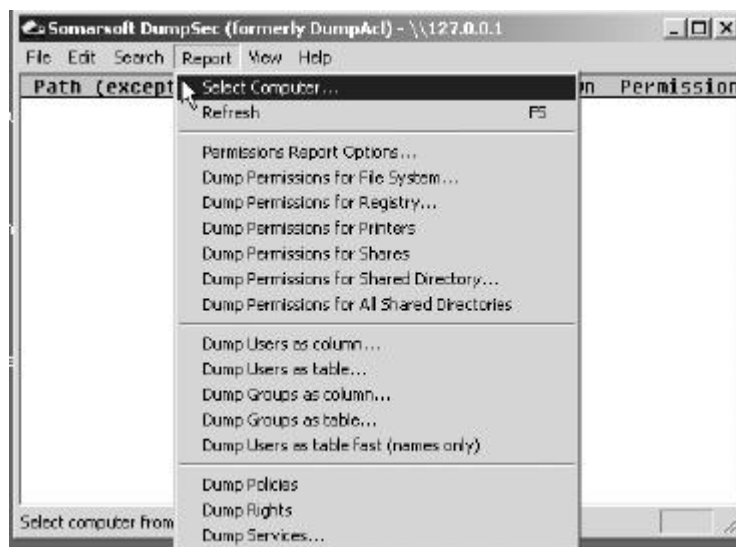 Somarsoft DumpSec (formerly DumpAcl) - \\127.0.0.1
File Edit Search Report View Help
Path (except
n Permission
Select Computer...
Refresh F5
Permissions Report Options...
Dump Permissions for File System...
Dump Permissions for Registry...
Dump Permissions for Printers
Dump Permissions for Shares
Dump Permissions for Shared Directory...
Dump Permissions for All Shared Directories
Dump Users as column...
Dump Users as table...
Dump Groups as column...
Dump Groups as table...
Dump Users as table fast (names only)
Dump Policies
Dump Rights
Dump Services...
Select computer from